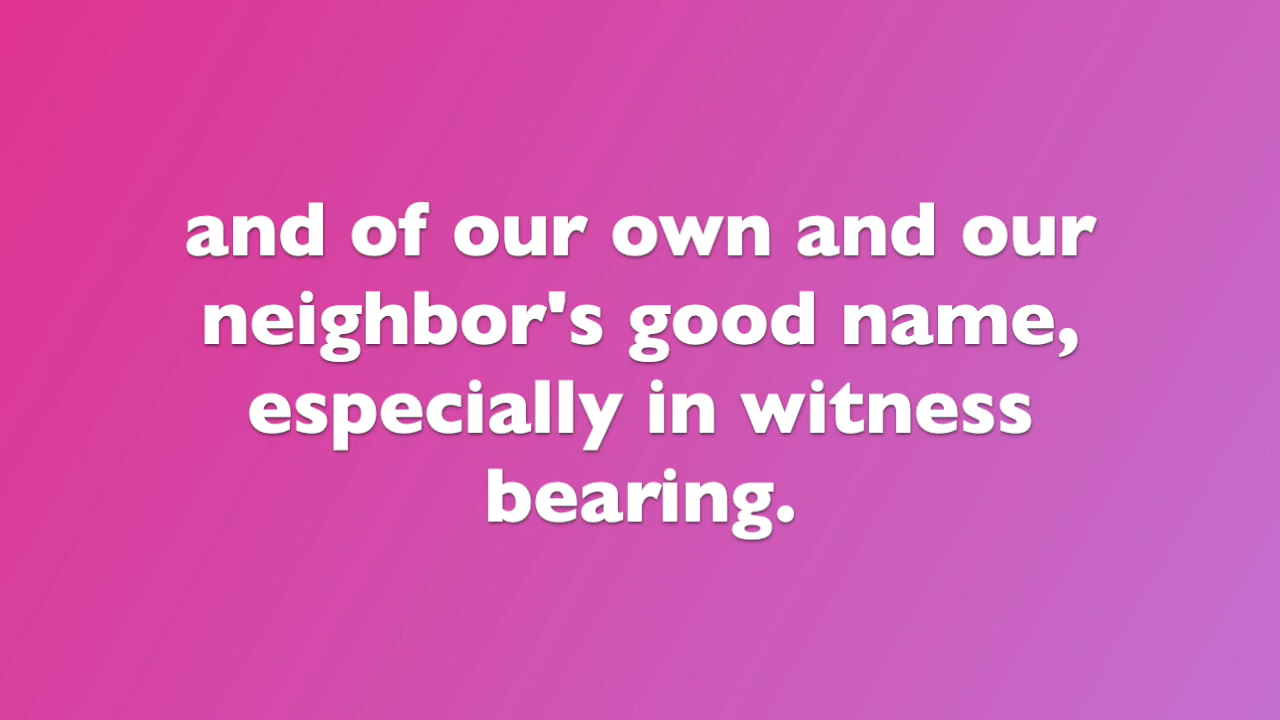 and of our own and our
neighbor's good name,
especially in witness
bearing.